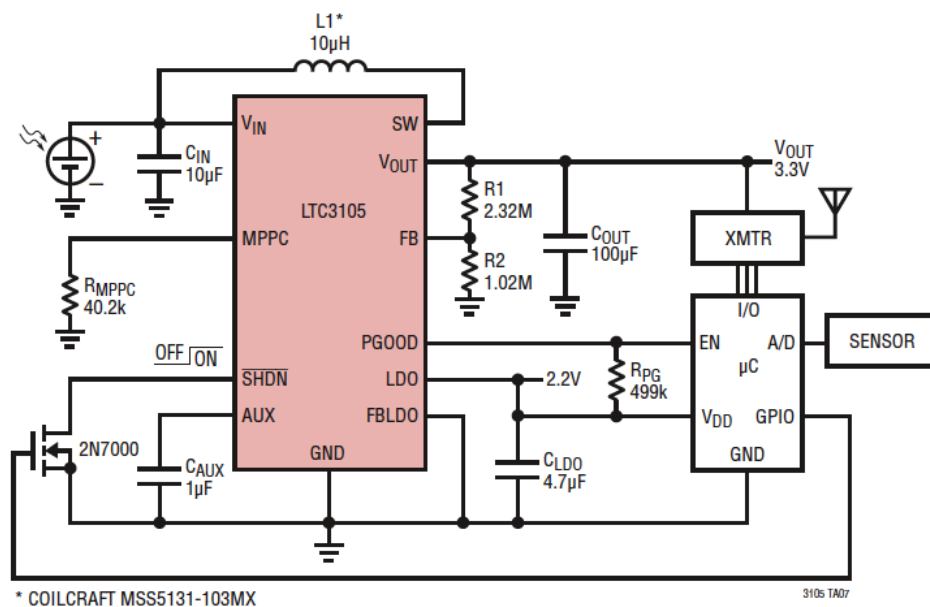 L1*
10µH
VIN
SW
+
–
CIN
10µF
VOUT
VOUT
3.3V
LTC3105
R1
2.32M
MPPC
FB
COUT
100µF
XMTR
R2
1.02M
RMPPC
40.2k
I/O
PGOOD
EN
A/D
SENSOR
OFF ON
µC
SHDN
LDO
2.2V
RPG
499k
AUX
FBLDO
VDD
GPIO
2N7000
GND
GND
CAUX
1µF
CLDO
4.7µF
* COILCRAFT MSS5131-103MX
3105 TA07